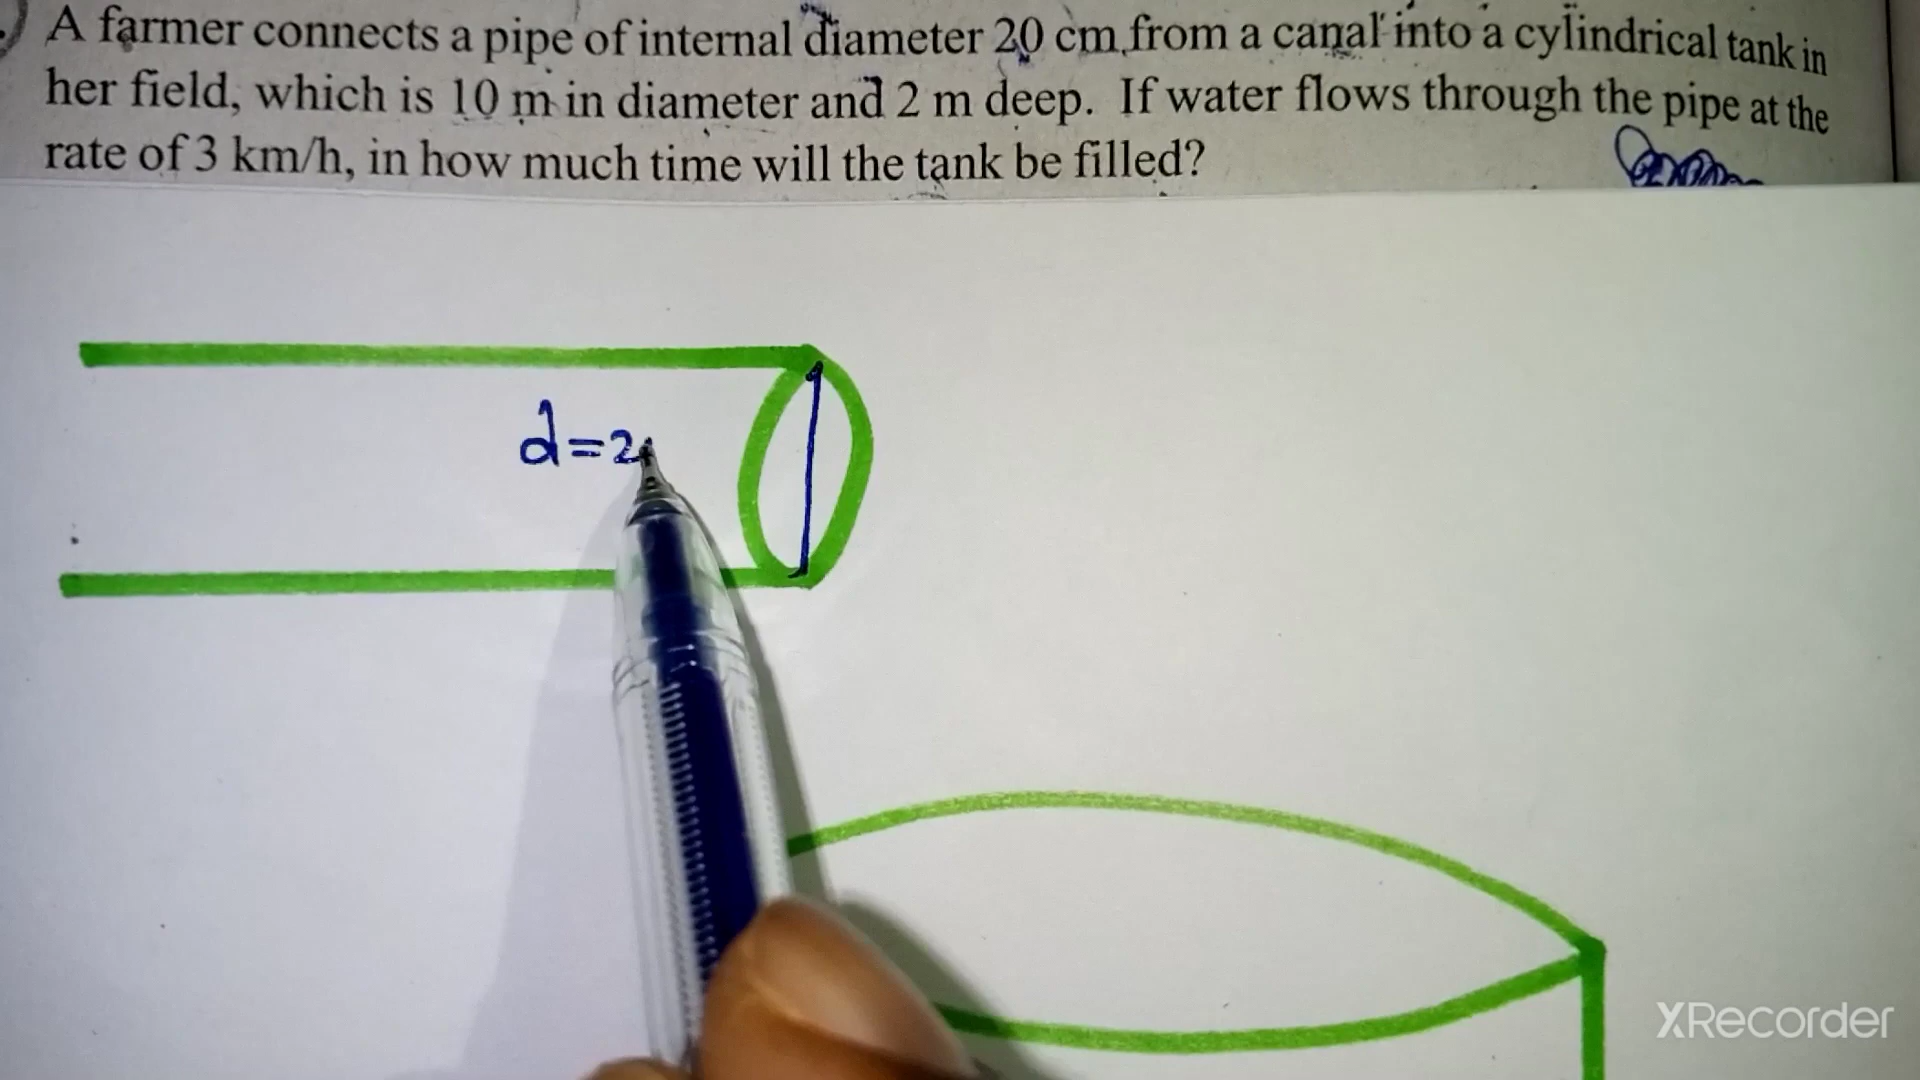 A farmer connects a pipe of internal diameter 20 cm from a canal into a cylindrical tank in
her field, which is 10 m in diameter and 2 m deep. If water flows through the pipe at the
rate of 3 km/h, in how much time will the tank be filled?
d=2
XRecorder